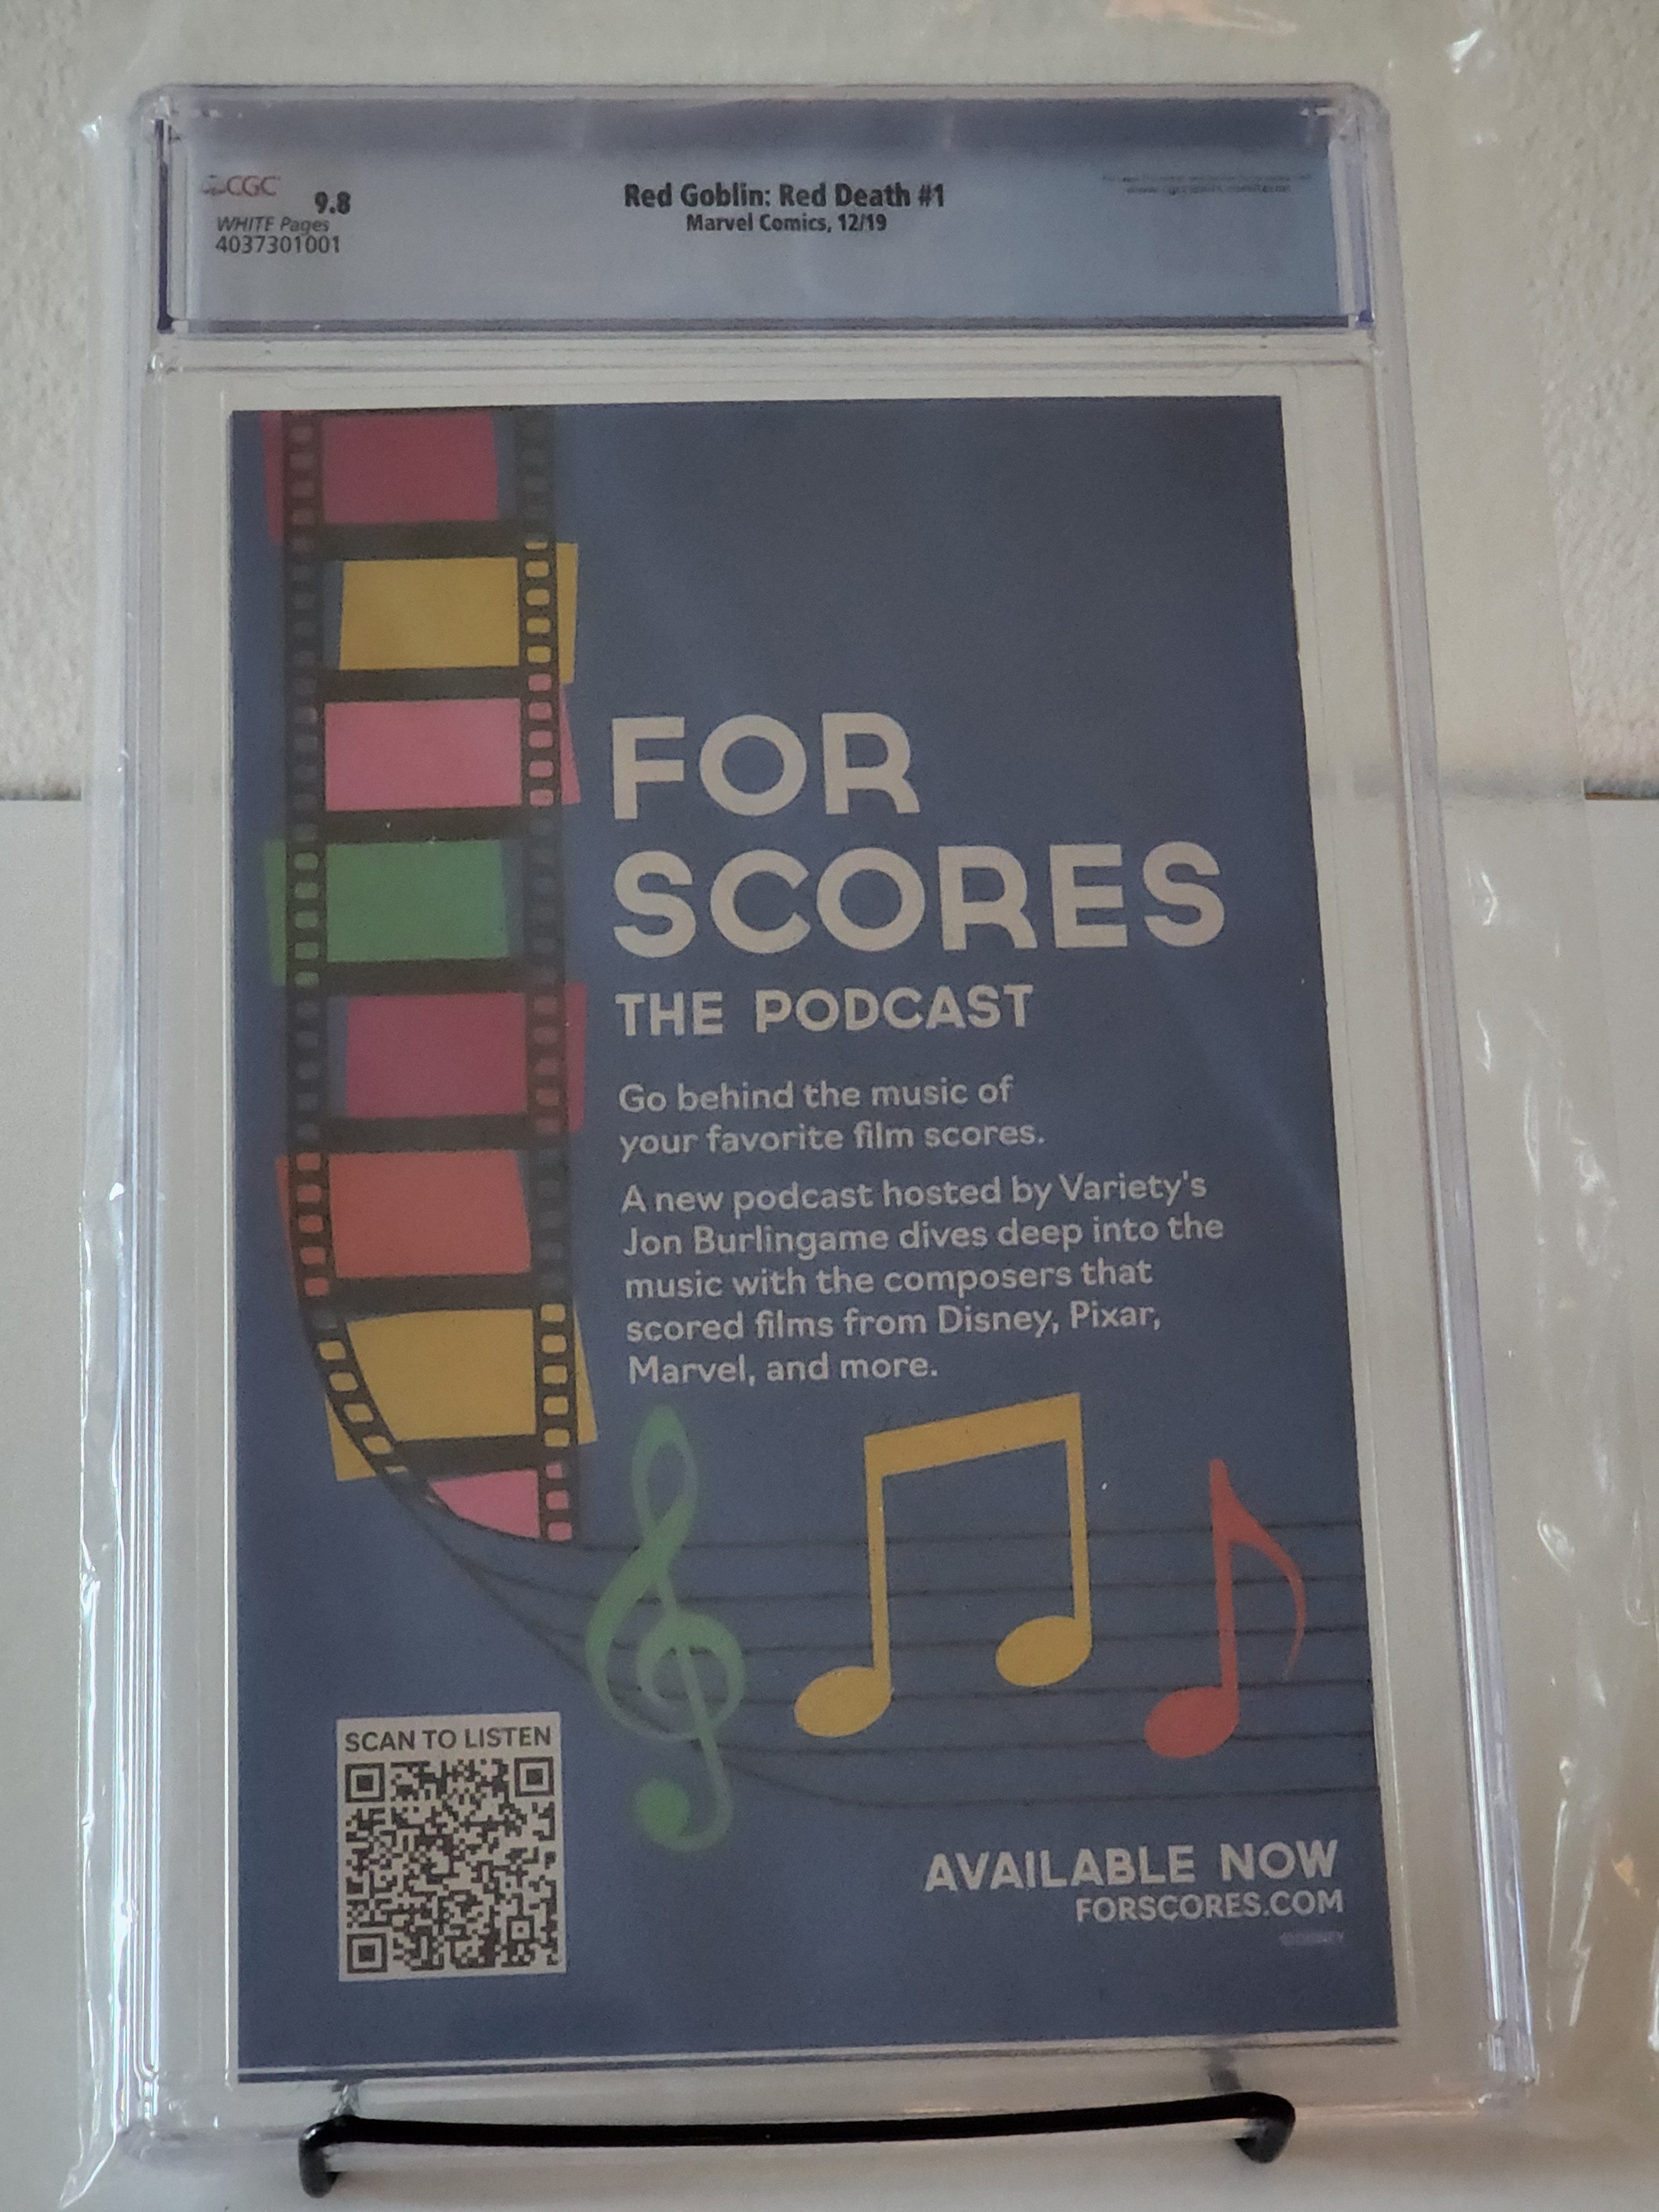 CGC
9.8
WHITE Pages
4037301001
Red Goblin: Red Death #1
Marvel Comics, 12/19
FOR
SCORES
THE PODCAST
Go behind the music of
your favorite film scores.
A new podcast hosted by Variety's
Jon Burlingame dives deep into the
music with the composers that
scored films from Disney, Pixar,
Marvel, and more.
SCAN TO LISTEN
AVAILABLE NOW
FORSCORES.COM
©DISNEY